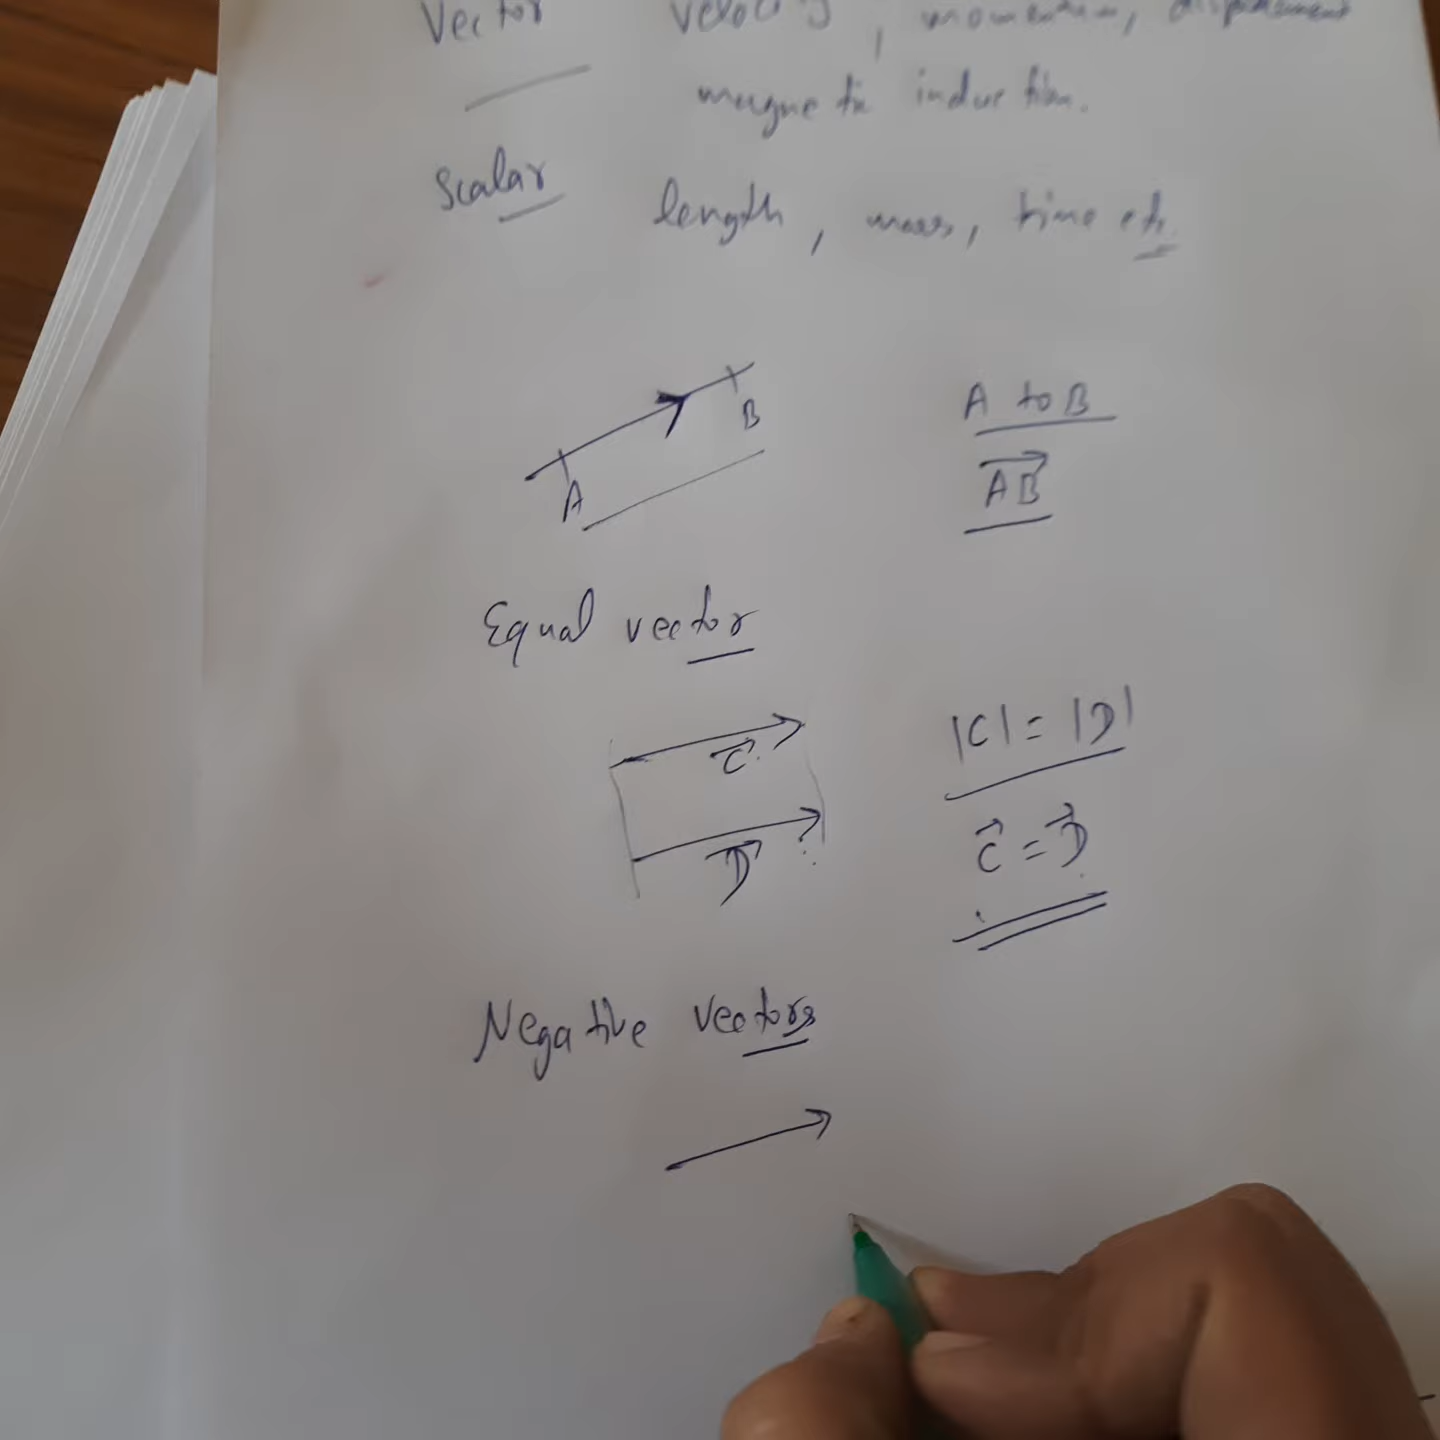 Vector velocity, momentum, displacement
magnetic induction.
Scalar length, mass, time etc.
A B A to B
AB
Equal vector
C |C| = |D|
D C = D
Negative vectors